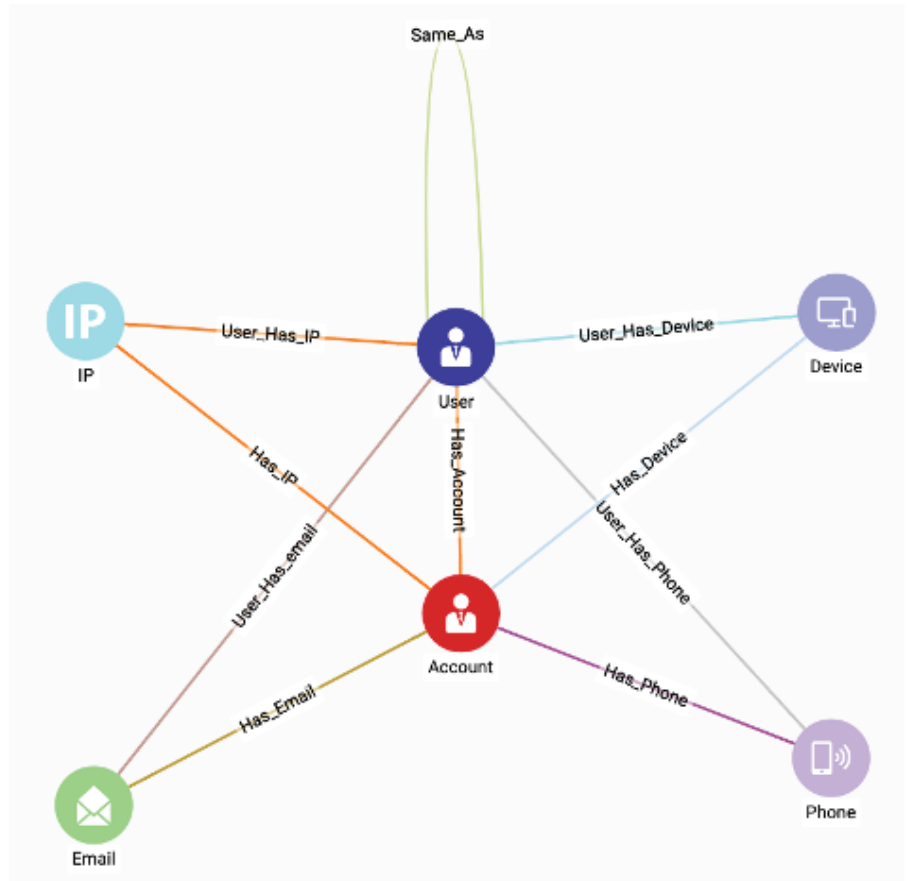 Same_As
IP
IP
User_Has_IP
User
User_Has_Device
Device
Has_IP
Has_Account
Has_Device
User_Has_email
User_Has_Phone
Account
Has_Email
Has_Phone
Email
Phone